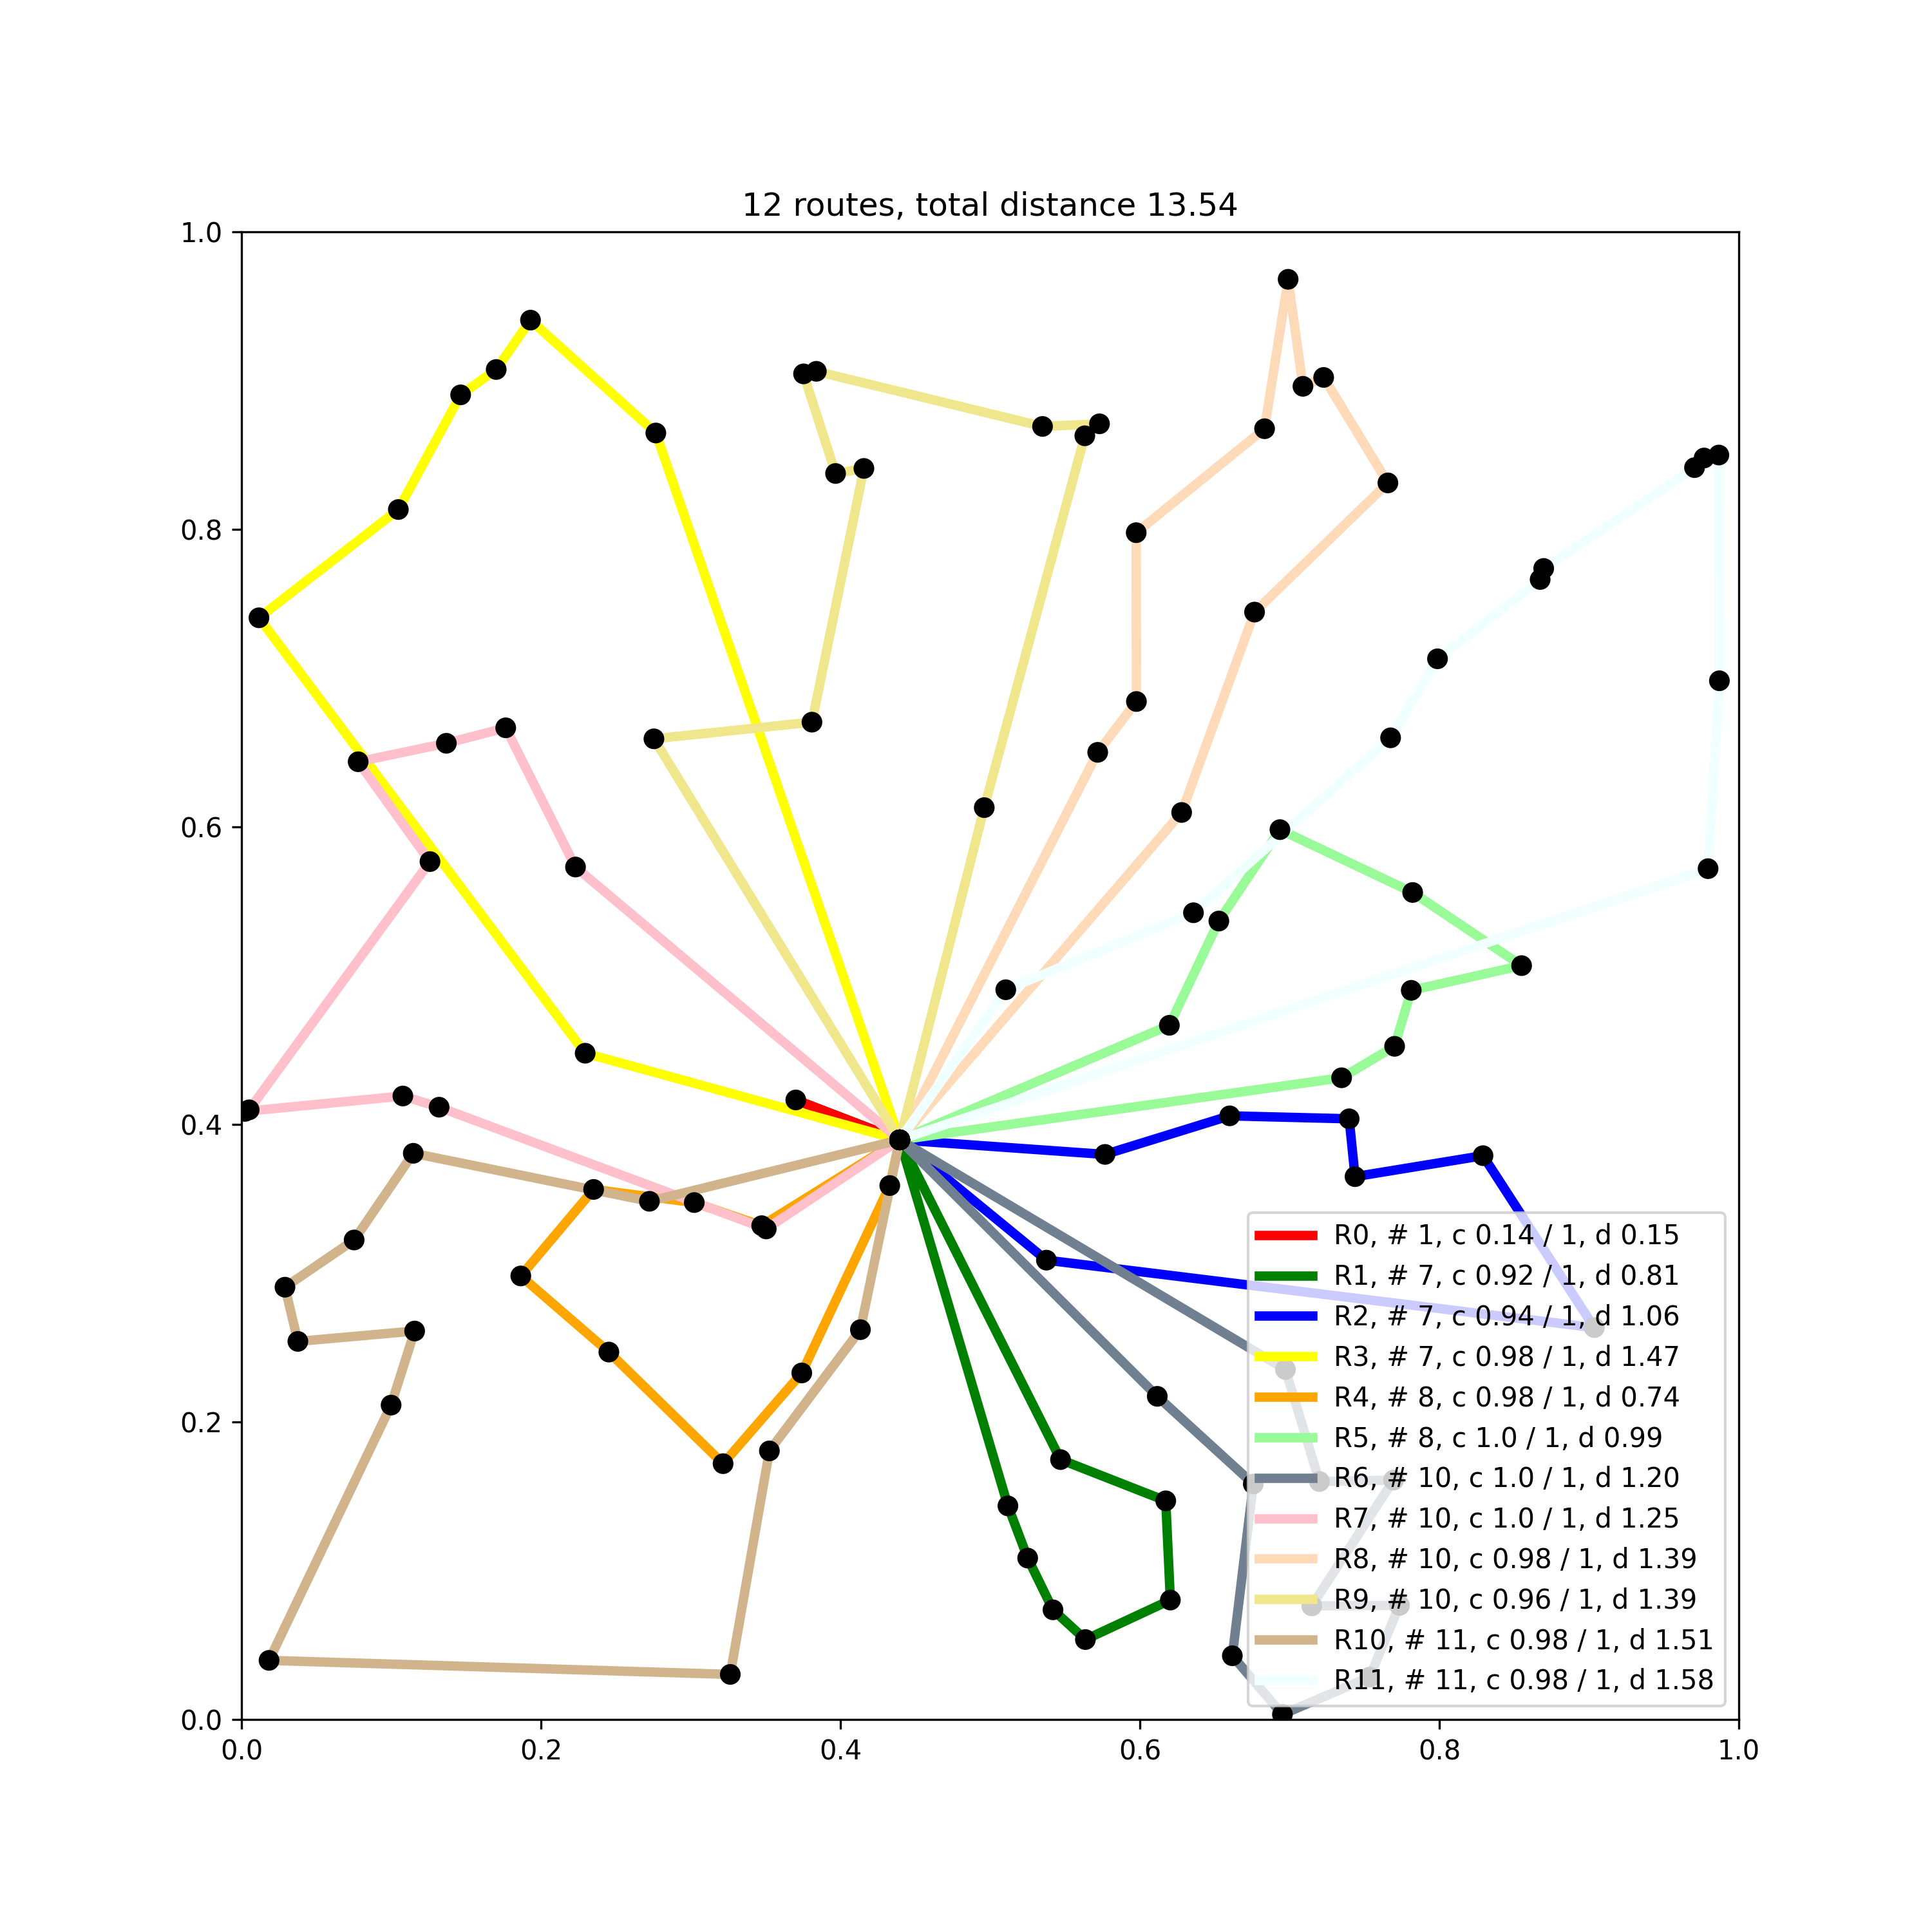 12 routes, total distance 13.54
1.0
0.8
0.6
0.4
0.2
0.0
0.0 0.2 0.4 0.6 0.8 1.0
R0, # 1, c 0.14 / 1, d 0.15
R1, # 7, c 0.92 / 1, d 0.81
R2, # 7, c 0.94 / 1, d 1.06
R3, # 7, c 0.98 / 1, d 1.47
R4, # 8, c 0.98 / 1, d 0.74
R5, # 8, c 1.0 / 1, d 0.99
R6, # 10, c 1.0 / 1, d 1.20
R7, # 10, c 1.0 / 1, d 1.25
R8, # 10, c 0.98 / 1, d 1.39
R9, # 10, c 0.96 / 1, d 1.39
R10, # 11, c 0.98 / 1, d 1.51
R11, # 11, c 0.98 / 1, d 1.58